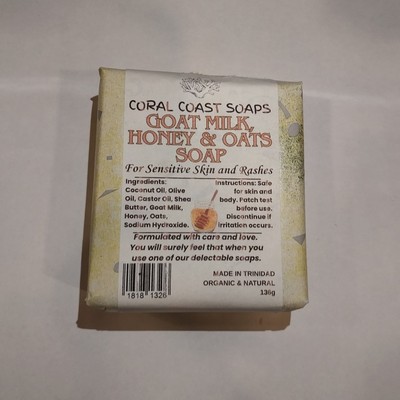 CORAL COAST SOAPS
GOAT MILK,
HONEY & OATS
SOAP
For Sensitive Skin and Rashes
Ingredients:
Coconut Oil, Olive
Oil, Castor Oil, Shea
Butter, Goat Milk,
Honey, Oats,
Sodium Hydroxide.
Instructions: Safe
for skin and
body. Patch test
before use.
Discontinue if
irritation occurs.
Formulated with care and love.
You will surely feel that when you
use one of our delectable soaps.
MADE IN TRINIDAD
ORGANIC & NATURAL
136g
1818 1326